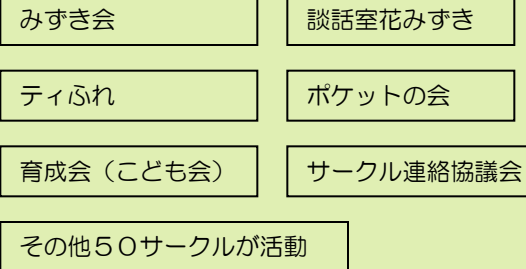 みずき会
談話室花みずき
ティふれ
ポケットの会
育成会（こども会）
サークル連絡協議会
その他５０サークルが活動